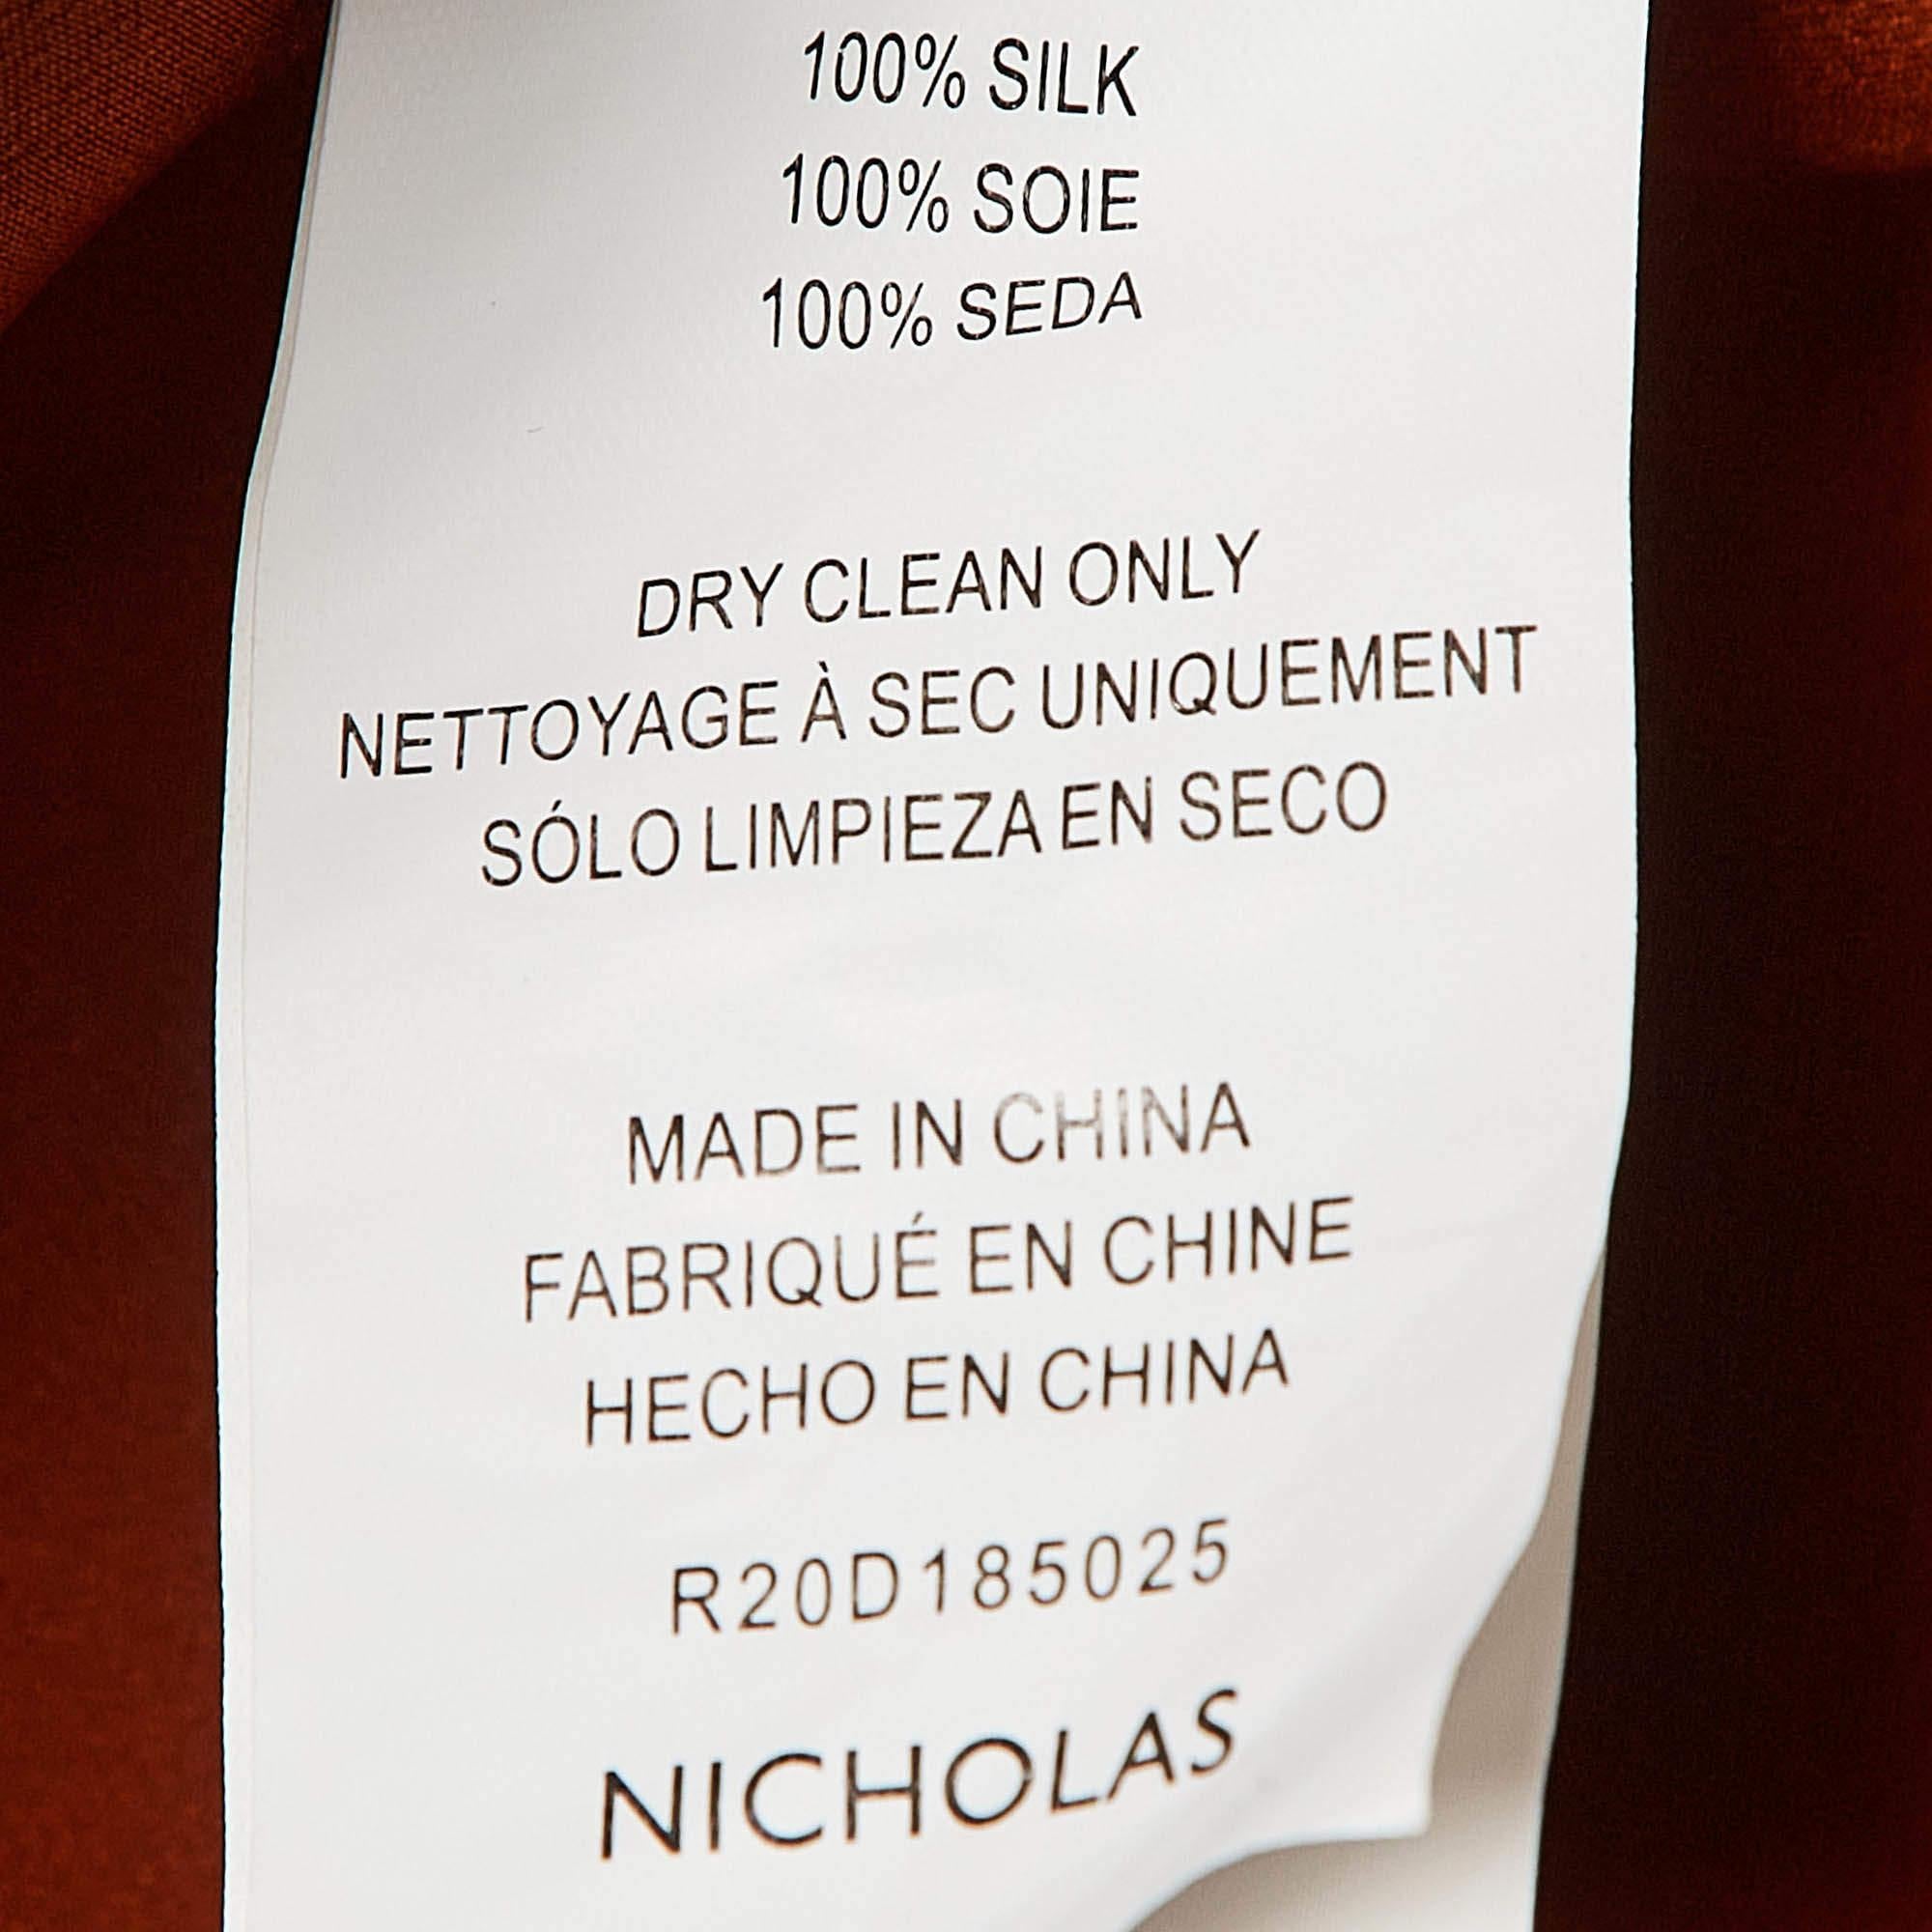 100% SILK
100% SOIE
100% SEDA
DRY CLEAN ONLY
NETTOYAGE À SEC UNIQUEMENT
SÓLO LIMPIEZA EN SECO
MADE IN CHINA
FABRIQUÉ EN CHINE
HECHO EN CHINA
R20D185025
NICHOLAS